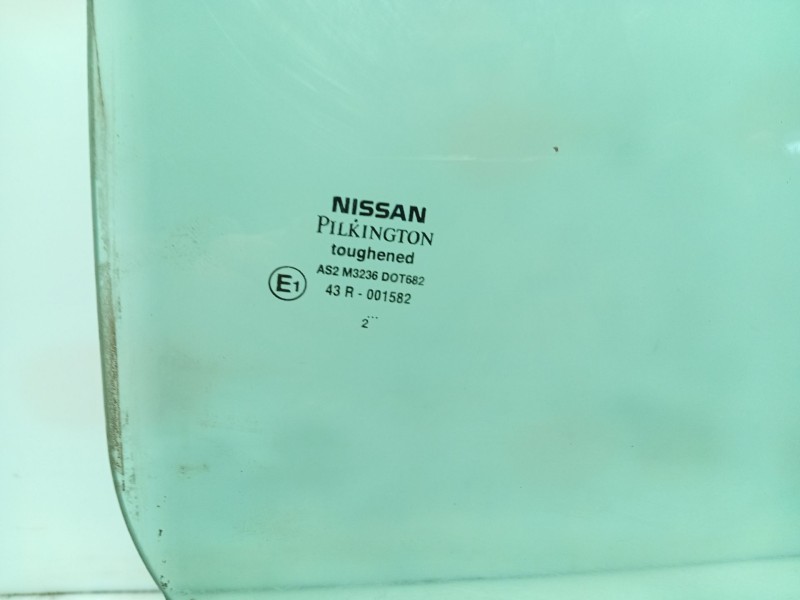 NISSAN
PILKINGTON
toughened
AS2 M3236 DOT682
E1
43 R - 001582
...
2